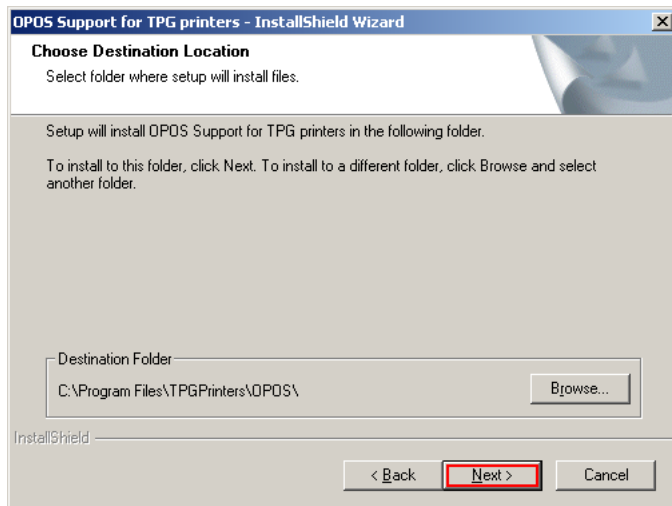 OPOS Support for TPG printers - InstallShield Wizard
Choose Destination Location
Select folder where setup will install files.
Setup will install OPOS Support for TPG printers in the following folder.
To install to this folder, click Next. To install to a different folder, click Browse and select
another folder.
Destination Folder
C:\Program Files\TPGPrinters\OPOS\
Browse...
InstallShield
< Back
Next >
Cancel